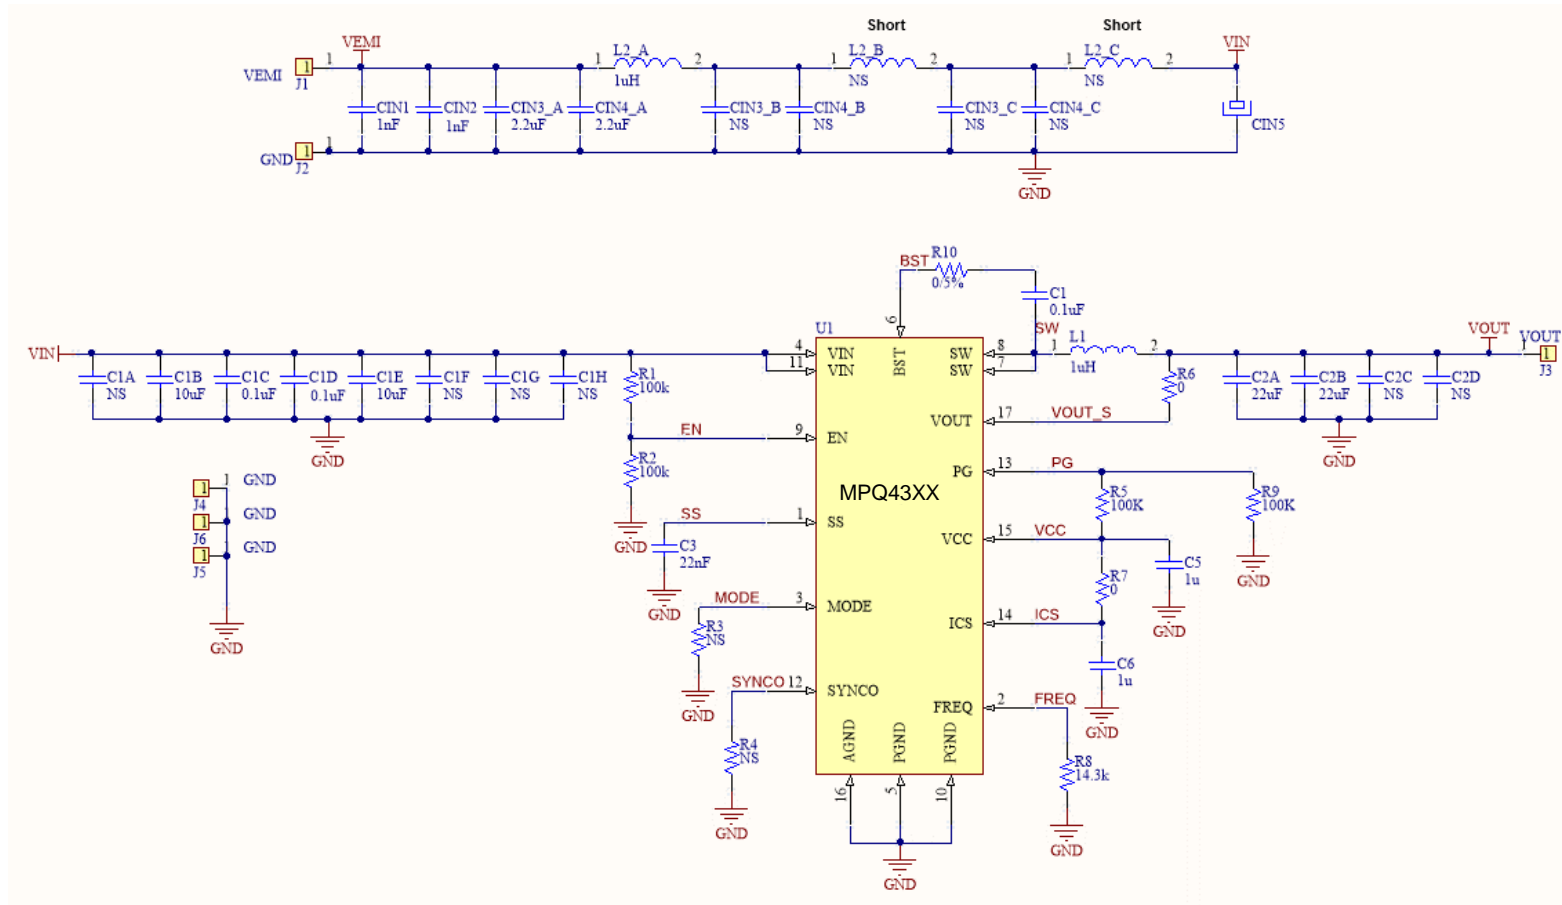 Short
Short
VEMI
VIN
VEMI
1
1
J1
1
L2_A
2
1uH
1
L2_B
2
NS
1
L2_C
2
NS
CIN1
1nF
CIN2
1nF
CIN3_A
2.2uF
CIN4_A
2.2uF
CIN3_B
NS
CIN4_B
NS
CIN3_C
NS
CIN4_C
NS
CIN5
GND
1
1
J2
GND
BST
R10
0/5%
C1
0.1uF
6
U1
SW
L1
1
2
1uH
VIN
4
VIN
11
VIN
BST
SW
8
SW
7
VOUT
VOUT
1
1
J3
C1A
NS
C1B
10uF
C1C
0.1uF
C1D
0.1uF
C1E
10uF
C1F
NS
C1G
NS
C1H
NS
R1
100k
R6
0
C2A
22uF
C2B
22uF
C2C
NS
C2D
NS
GND
EN
9
EN
VOUT
17
VOUT_S
GND
R2
100k
PG
13
PG
MPQ43XX
R5
100K
R9
100K
1
GND
1
J4
1
GND
1
J6
1
GND
1
J5
GND
SS
1
SS
GND
C3
22nF
GND
VCC
15
VCC
C5
1u
GND
GND
R7
0
MODE
3
MODE
R3
NS
GND
ICS
14
ICS
C6
1u
GND
SYNCO
12
SYNCO
R4
NS
GND
FREQ
2
FREQ
R8
14.3k
GND
AGND
PGND
PGND
16
5
10
GND